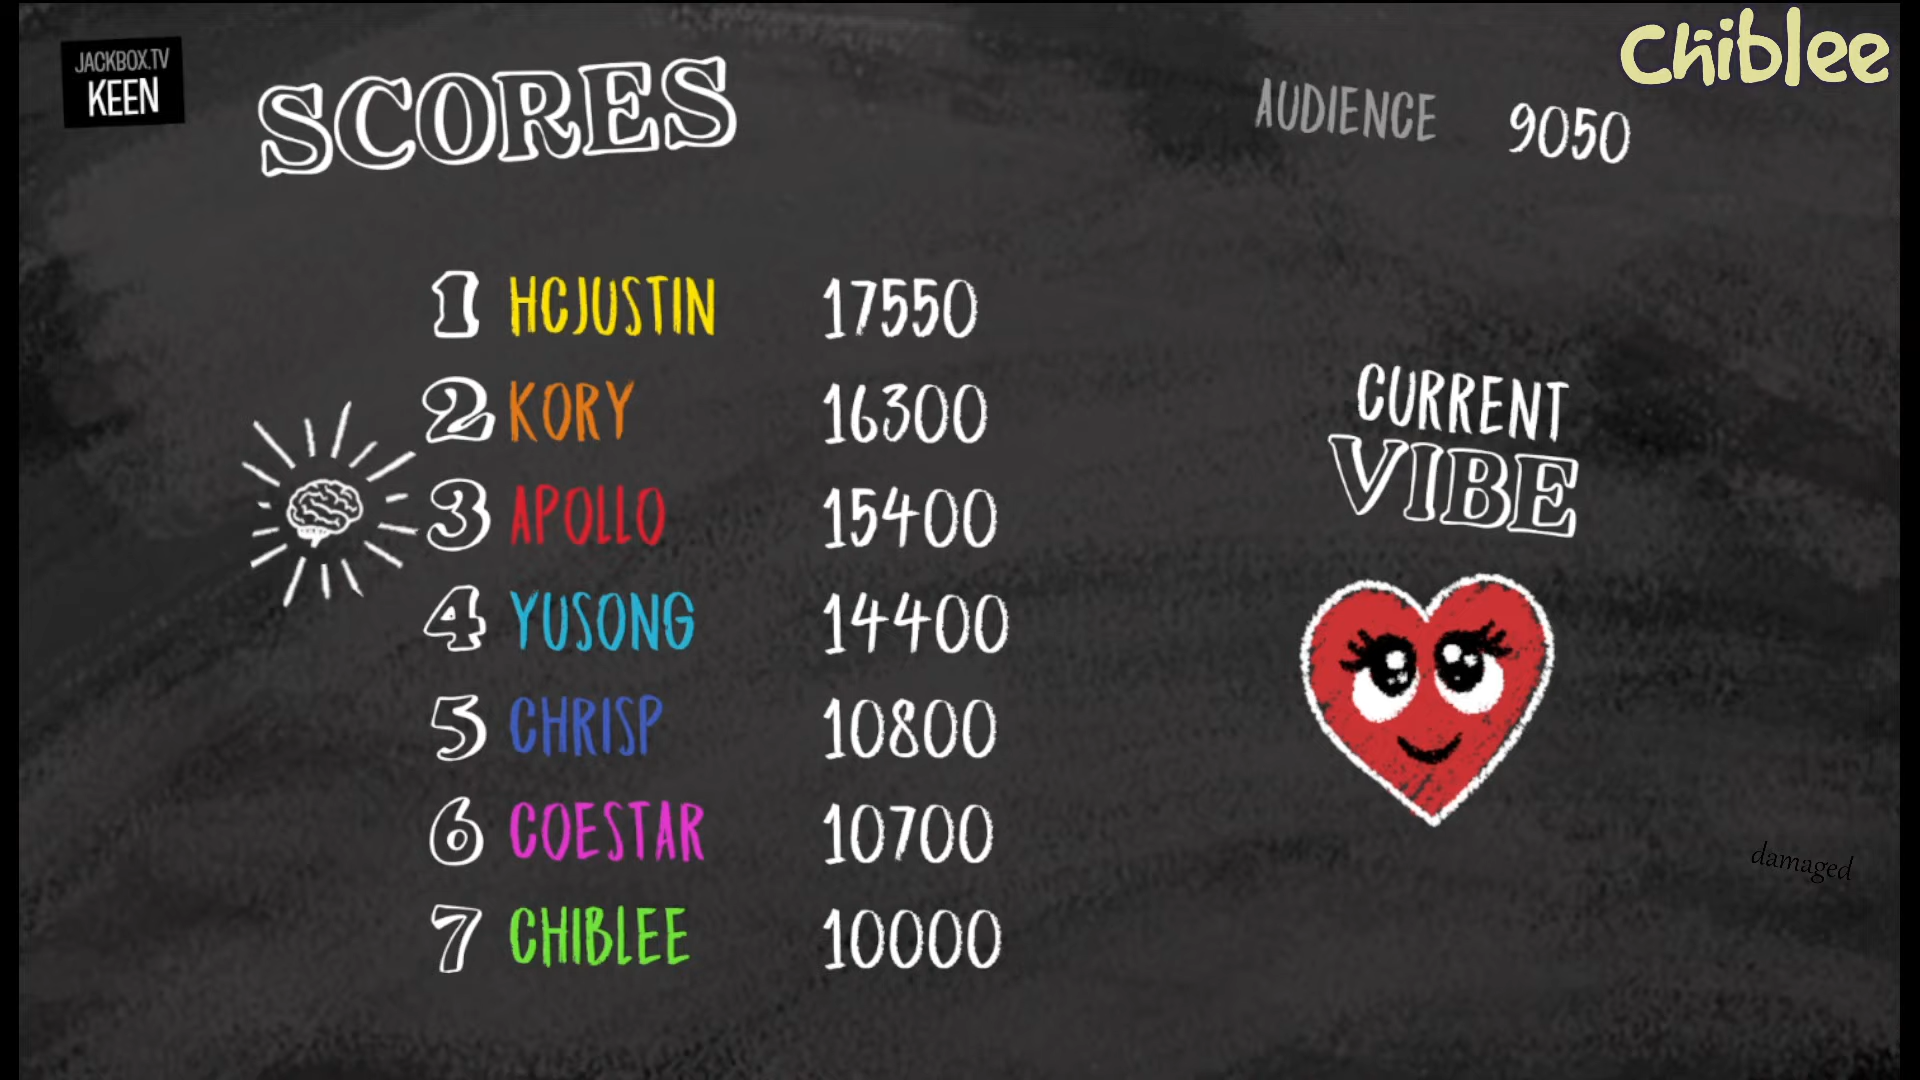 JACKBOX.TV
KEEN
SCORES
AUDIENCE 9050
Chiblee
1 HCJUSTIN 17550
2 KORY 16300
3 APOLLO 15400
4 YUSONG 14400
5 CHRISP 10800
6 COESTAR 10700
7 CHIBLEE 10000
CURRENT
VIBE
damaged